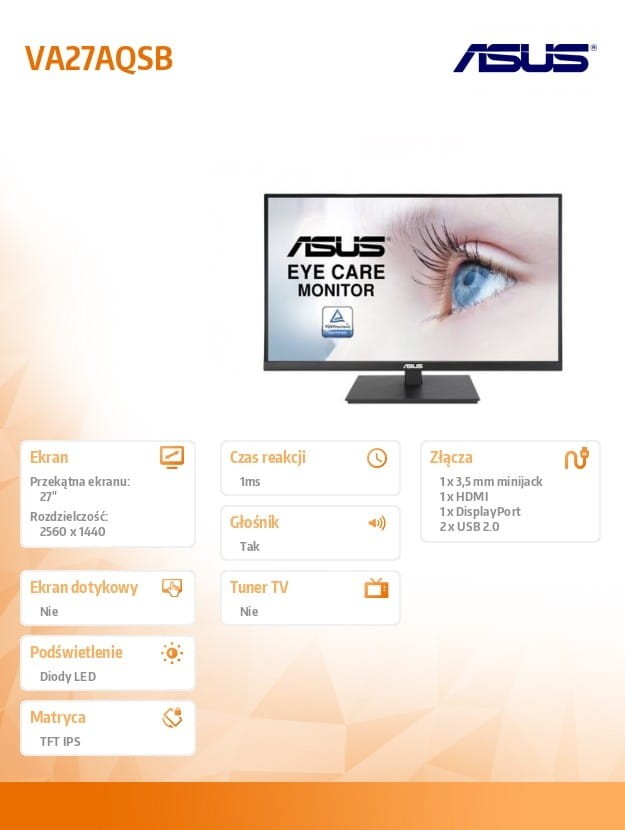 VA27AQSB
ASUS®
ASUS®
EYE CARE
MONITOR
ASUS
Ekran
Przekątna ekranu:
27"
Rozdzielczość:
2560 x 1440
Czas reakcji
1ms
Głośnik
Tak
Złącza
1 x 3,5 mm minijack
1 x HDMI
1 x DisplayPort
2 x USB 2.0
Ekran dotykowy
Nie
Tuner TV
Nie
Podświetlenie
Diody LED
Matryca
TFT IPS